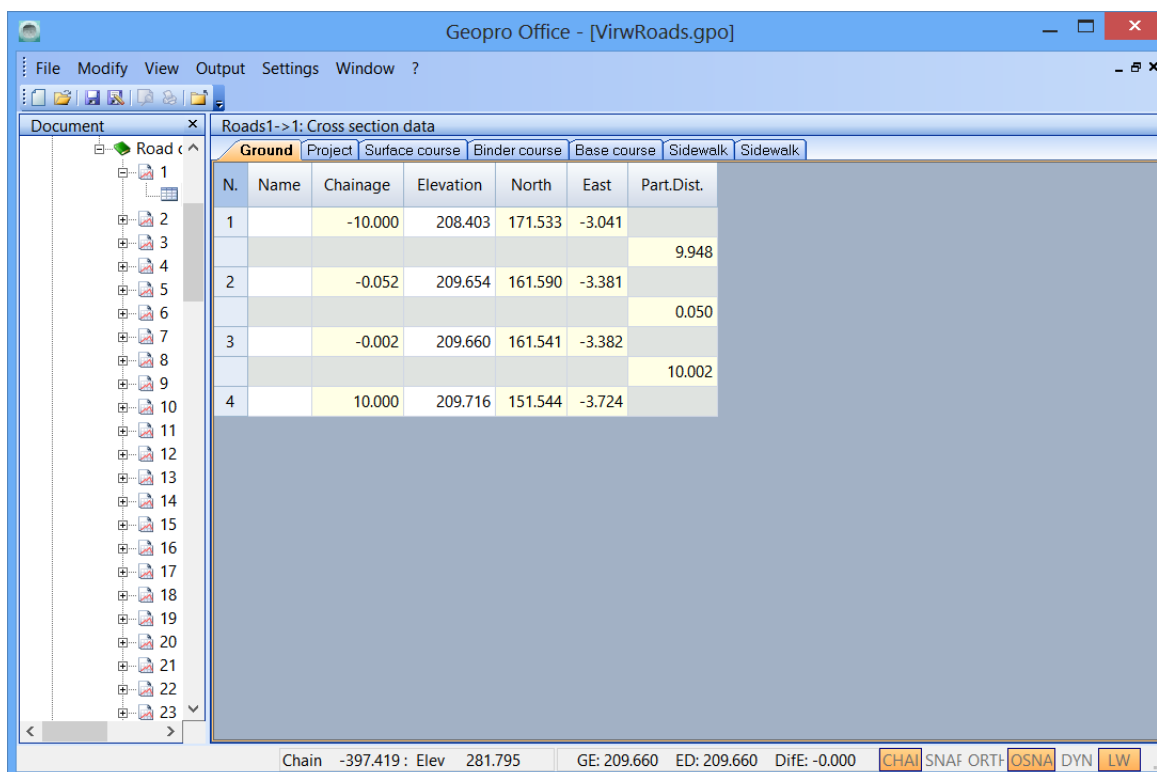 Geopro Office - [VirwRoads.gpo]
File Modify View Output Settings Window ?
Document
Roads1->1: Cross section data
Road c
1
2
3
4
5
6
7
8
9
10
11
12
13
14
15
16
17
18
19
20
21
22
23
Ground Project Surface course Binder course Base course Sidewalk Sidewalk
N. Name Chainage Elevation North East Part.Dist.
1 -10.000 208.403 171.533 -3.041
9.948
2 -0.052 209.654 161.590 -3.381
0.050
3 -0.002 209.660 161.541 -3.382
10.002
4 10.000 209.716 151.544 -3.724
Chain -397.419 : Elev 281.795 GE: 209.660 ED: 209.660 DifE: -0.000 CHAI SNAF ORTH OSNA DYN LW